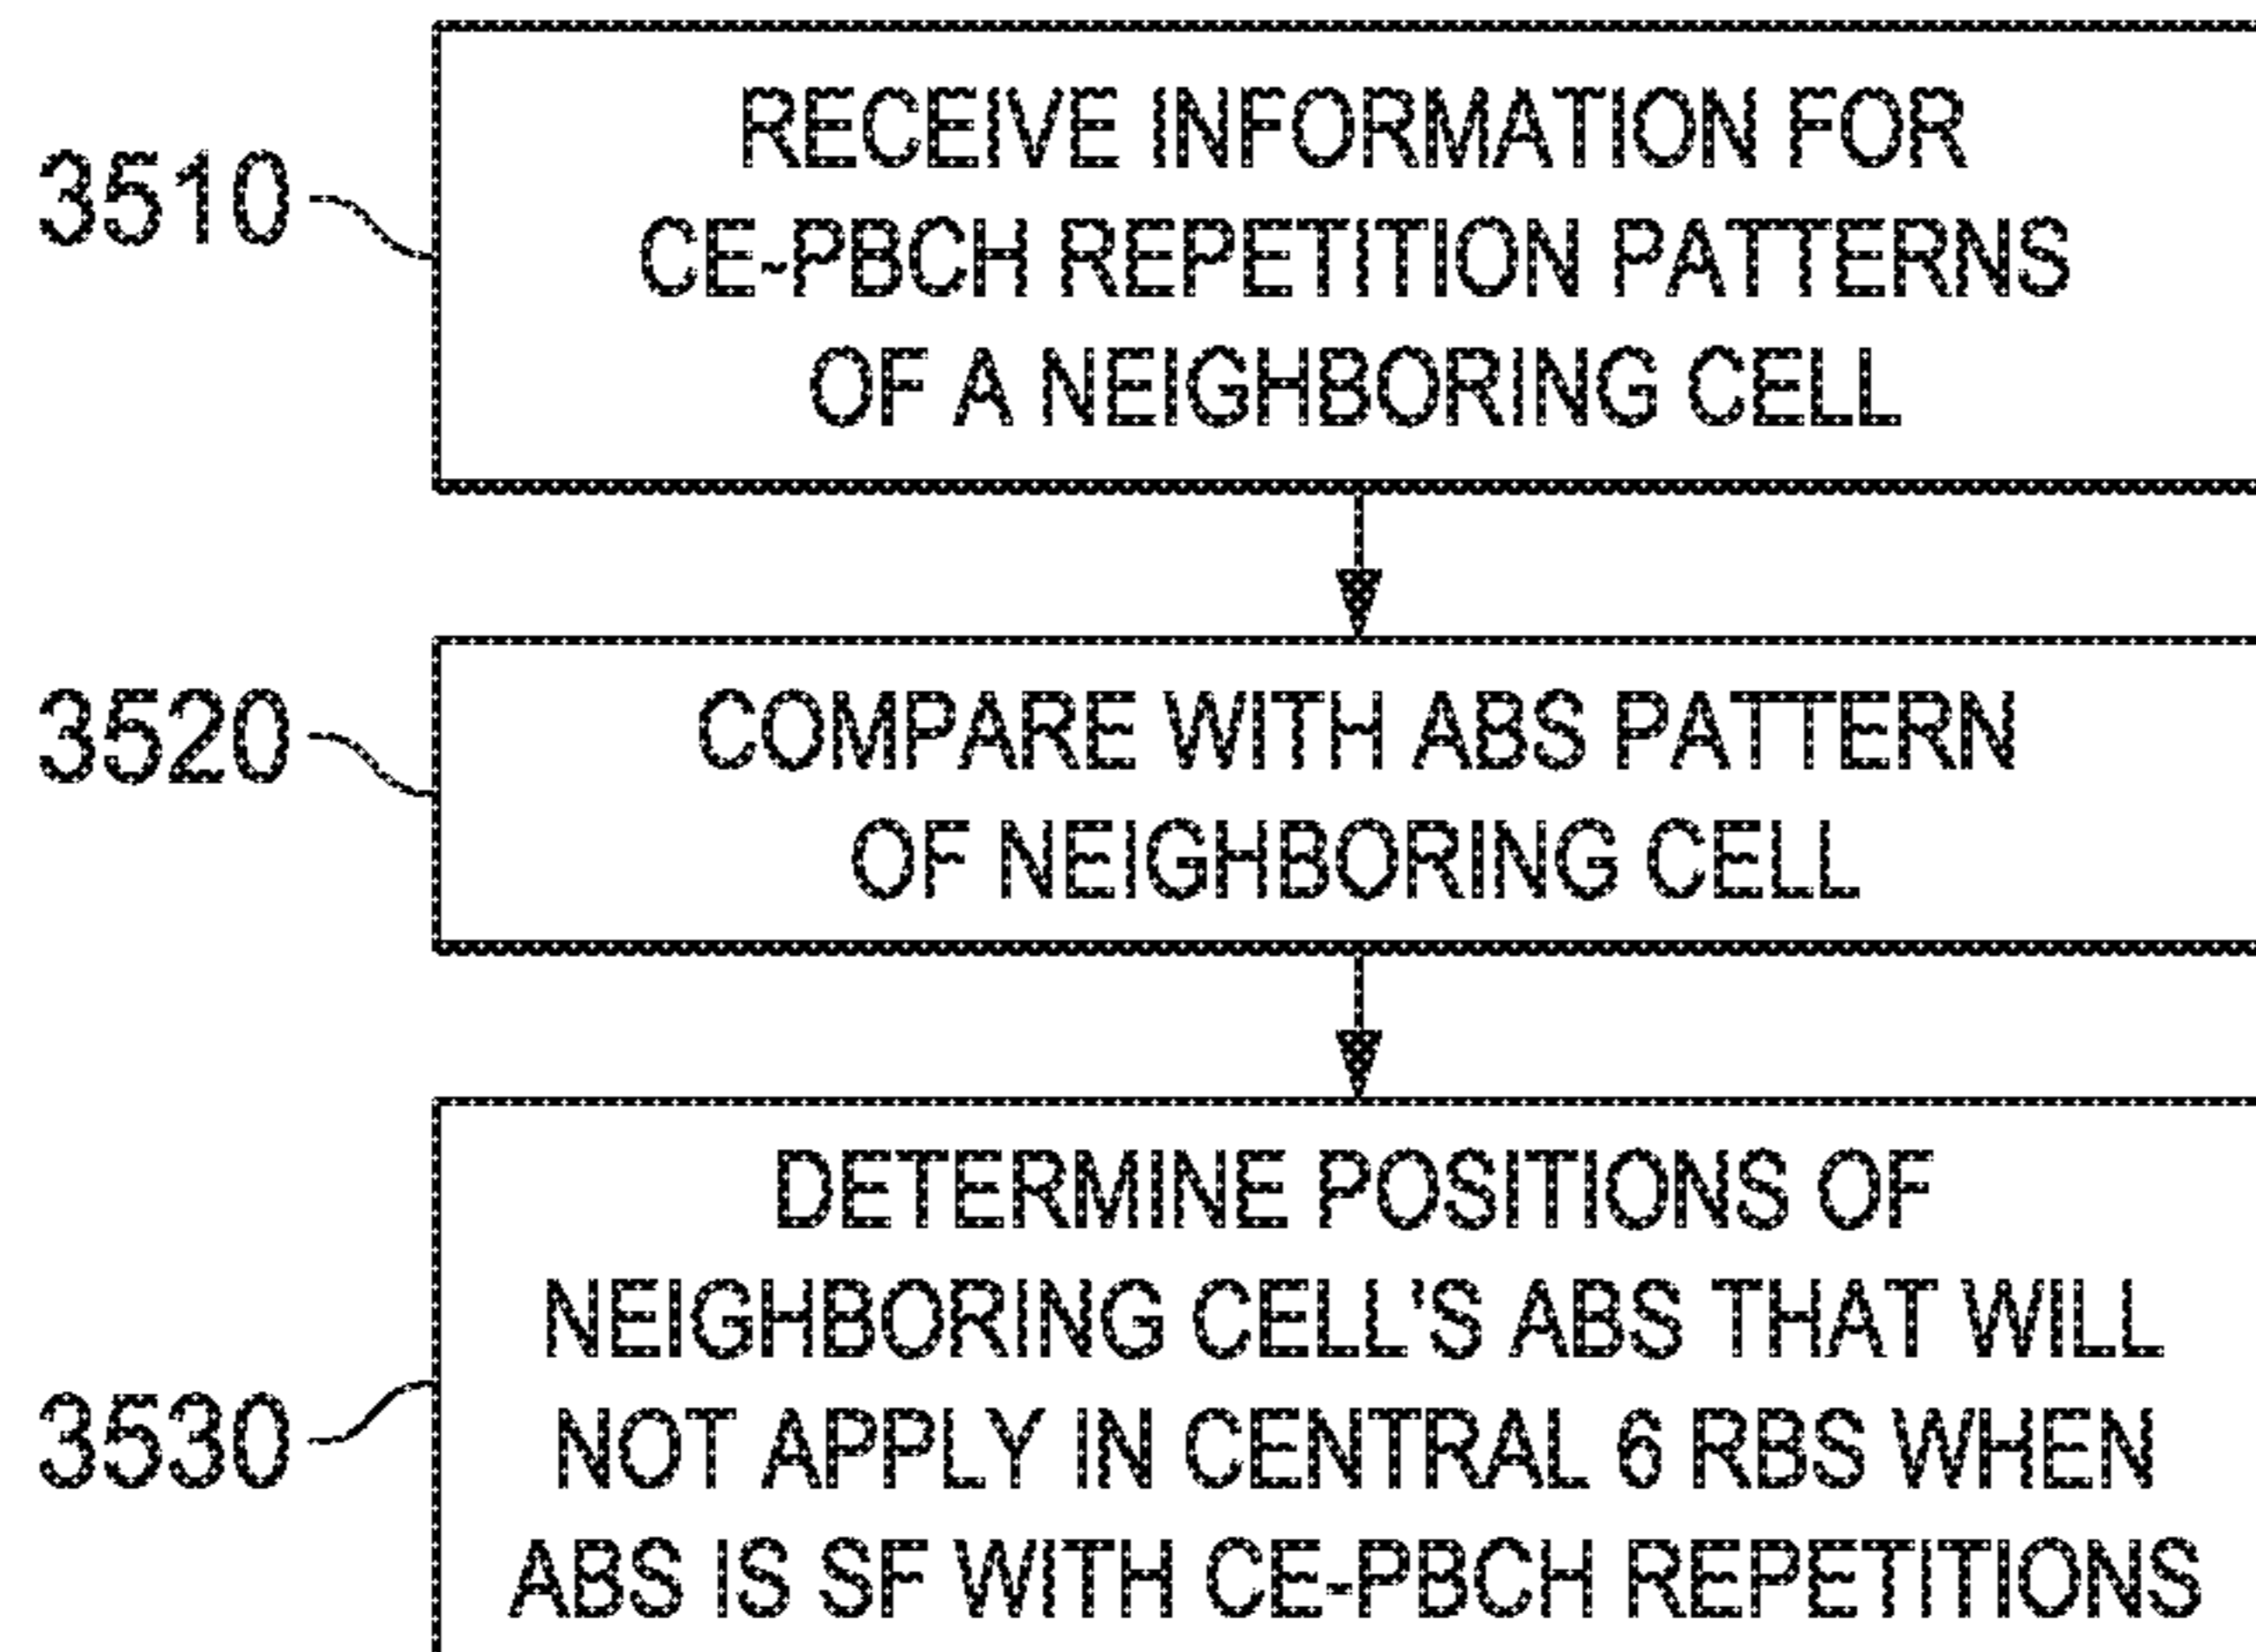 3510
RECEIVE INFORMATION FOR
CE-PBCH REPETITION PATTERNS
OF A NEIGHBORING CELL
3520
COMPARE WITH ABS PATTERN
OF NEIGHBORING CELL
3530
DETERMINE POSITIONS OF
NEIGHBORING CELL'S ABS THAT WILL
NOT APPLY IN CENTRAL 6 RBS WHEN
ABS IS SF WITH CE-PBCH REPETITIONS